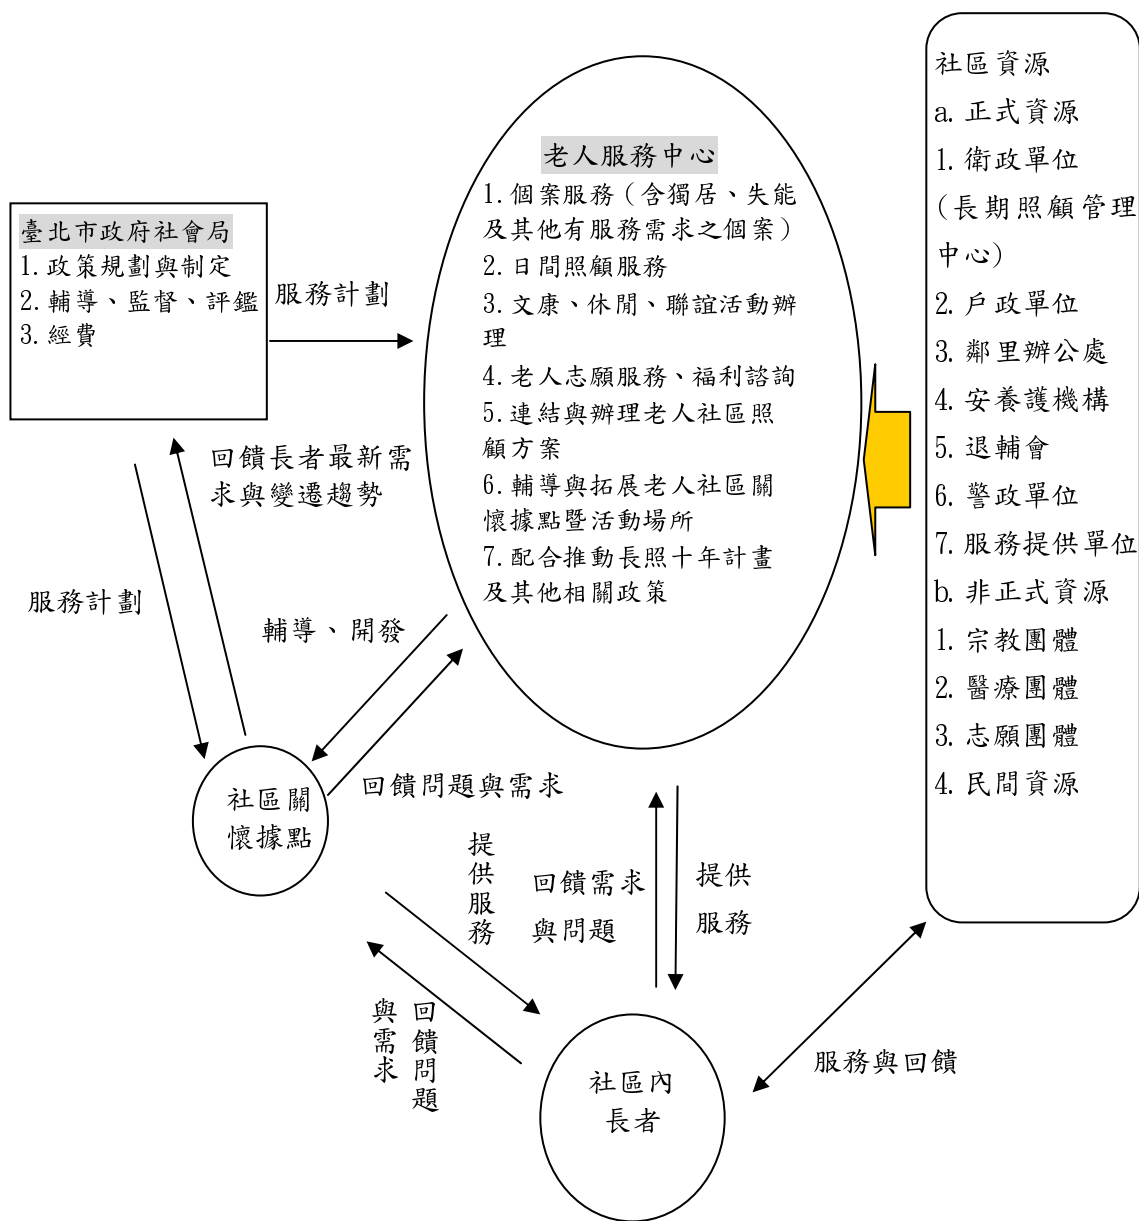 臺北市政府社會局
1.政策規劃與制定
2.輔導、監督、評鑑
3.經費
服務計劃
老人服務中心
1.個案服務（含獨居、失能
及其他有服務需求之個案）
2.日間照顧服務
3.文康、休閒、聯誼活動辦
理
4.老人志願服務、福利諮詢
5.連結與辦理老人社區照
顧方案
6.輔導與拓展老人社區關
懷據點暨活動場所
7.配合推動長照十年計畫
及其他相關政策
社區資源
a.正式資源
1.衛政單位
(長期照顧管理
中心)
2.戶政單位
3.鄰里辦公處
4.安養護機構
5.退輔會
6.警政單位
7.服務提供單位
b.非正式資源
1.宗教團體
2.醫療團體
3.志願團體
4.民間資源
回饋長者最新需
求與變遷趨勢
服務計劃
輔導、開發
回饋問題與需求
社區關
懷據點
提供服務
回饋需求
與問題
提供
服務
回饋問題
與需求
社區內
長者
服務與回饋